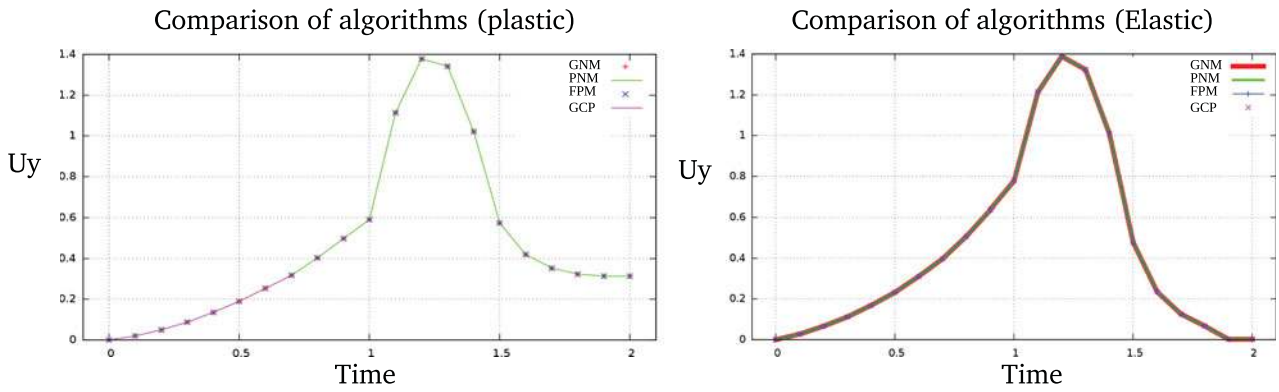 Comparison of algorithms (plastic)
1.4
1.2
1
0.8
0.6
0.4
0.2
0
Uy
GNM
PNM
FPM
GCP
0
0.5
1
1.5
2
Time
Comparison of algorithms (Elastic)
1.4
1.2
1
0.8
0.6
0.4
0.2
0
Uy
GNM
PNM
FPM
GCP
0
0.5
1
1.5
2
Time